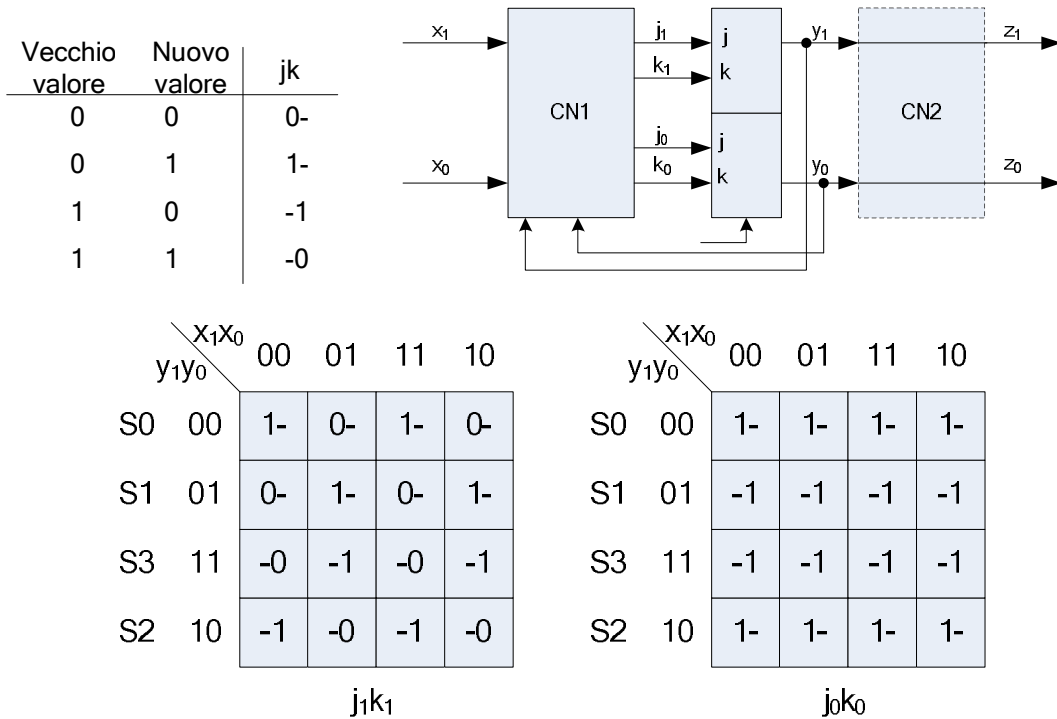 Vecchio valore Nuovo valore jk
0 0 0-
0 1 1-
1 0 -1
1 1 -0
x₁ j₁ j y₁ z₁
k₁ k
CN1 CN2
j₀ j
x₀ k₀ k y₀ z₀
x₁x₀
y₁y₀ 00 01 11 10
S0 00 1- 0- 1- 0-
S1 01 0- 1- 0- 1-
S3 11 -0 -1 -0 -1
S2 10 -1 -0 -1 -0
j₁k₁
x₁x₀
y₁y₀ 00 01 11 10
S0 00 1- 1- 1- 1-
S1 01 -1 -1 -1 -1
S3 11 -1 -1 -1 -1
S2 10 1- 1- 1- 1-
j₀k₀